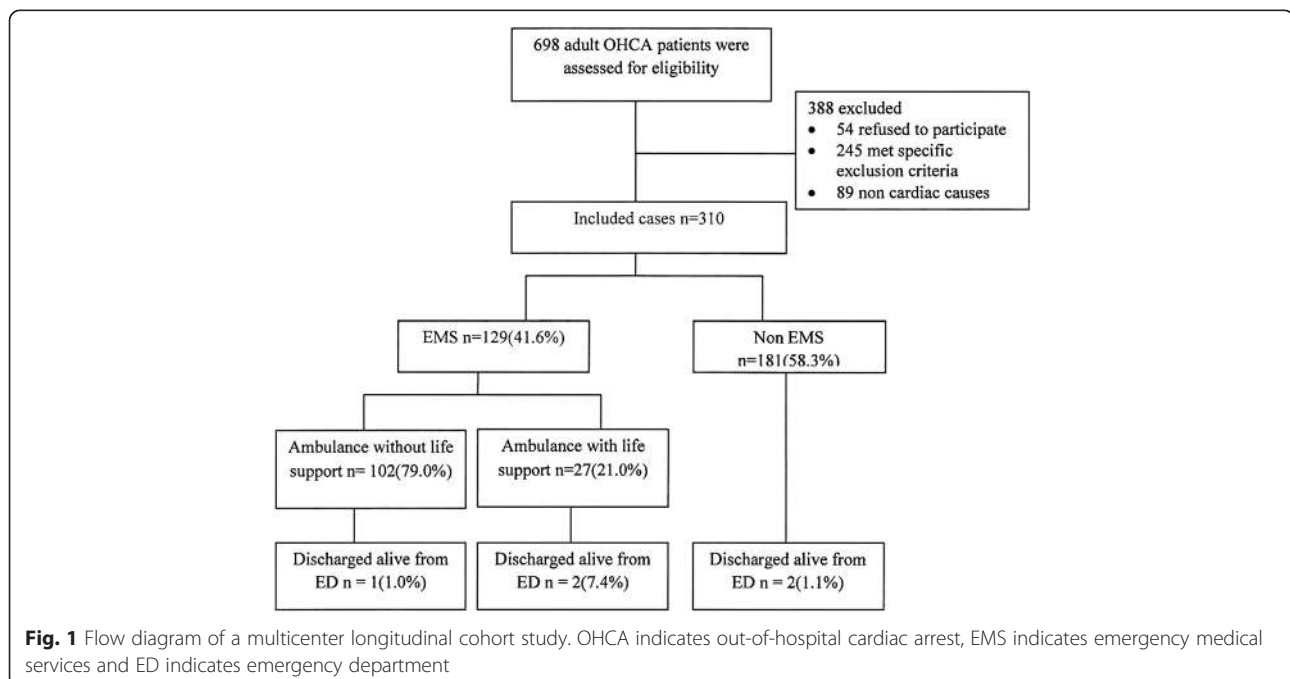 698 adult OHCA patients were
assessed for eligibility
388 excluded
• 54 refused to participate
• 245 met specific
exclusion criteria
• 89 non cardiac causes
Included cases n=310
EMS n=129(41.6%)
Non EMS
n=181(58.3%)
Ambulance without life
support n= 102(79.0%)
Ambulance with life
support n=27(21.0%)
Discharged alive from
ED n = 1(1.0%)
Discharged alive from
ED n = 2(7.4%)
Discharged alive from
ED n = 2(1.1%)
Fig. 1 Flow diagram of a multicenter longitudinal cohort study. OHCA indicates out-of-hospital cardiac arrest, EMS indicates emergency medical
services and ED indicates emergency department